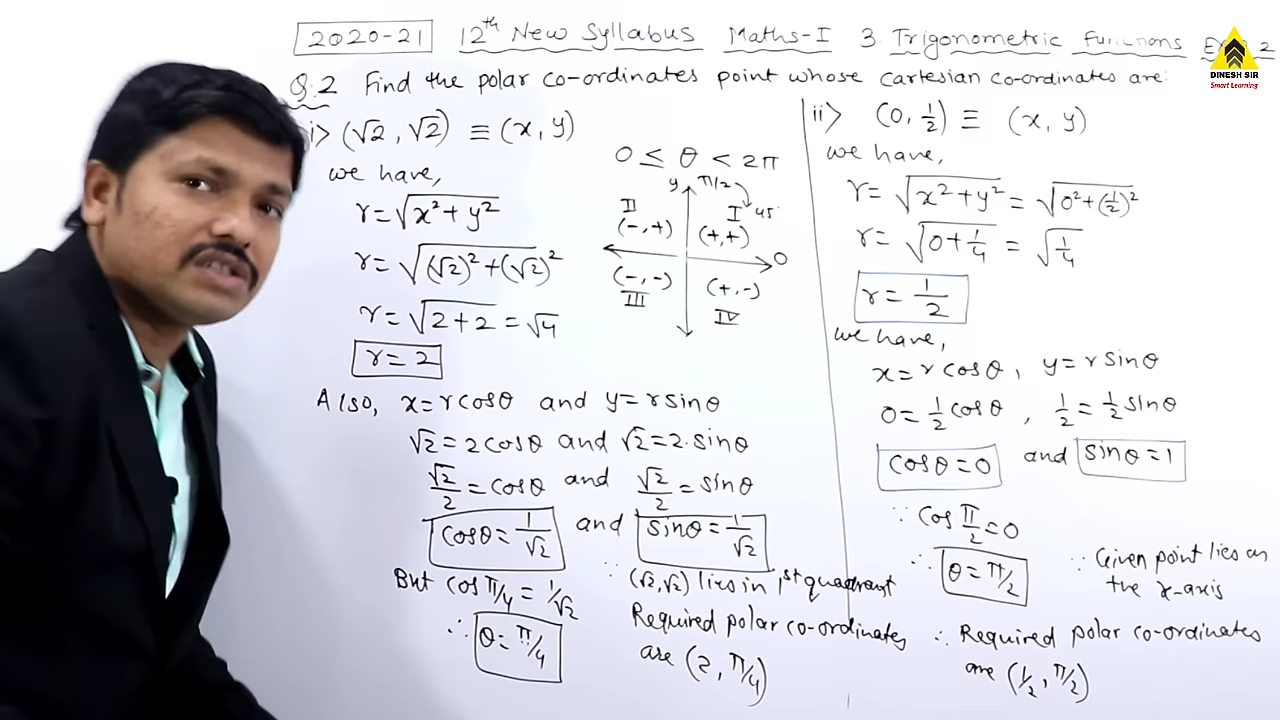 2020-21 12th New Syllabus Maths-I 3. Trigonometric Functions
DINESH SIR
Smart Learning
Q.2 Find the polar co-ordinates point whose cartesian co-ordinates are:
i> (√2, √2) ≡ (x, y)
we have,
r = √(x² + y²)
r = √((√2)² + (√2)²)
r = √(2+2) = √4
r = 2
0 ≤ θ < 2π
y π/2
II I 45°
(-,+) (+,+)
0
(-,-) (+,-)
III IV
Also, x = r cosθ and y = r sinθ
√2 = 2 cosθ and √2 = 2. sinθ
√2/2 = cosθ and √2/2 = sinθ
cosθ = 1/√2 and sinθ = 1/√2
But cos π/4 = 1/√2 ∵ (√2,√2) lies in 1st quadrant
∴ θ = π/4
Required polar co-ordinates
are (2, π/4)
ii> (0, 1/2) ≡ (x, y)
we have,
r = √(x² + y²) = √(0² + (1/2)²)
r = √(0 + 1/4) = √(1/4)
r = 1/2
we have,
x = r cosθ, y = r sinθ
0 = 1/2 cosθ, 1/2 = 1/2 sinθ
cosθ = 0 and sinθ = 1
∵ cos π/2 = 0
∴ θ = π/2 ∵ Given point lies on
the x-axis
∴ Required polar co-ordinates
are (1/2, π/2)